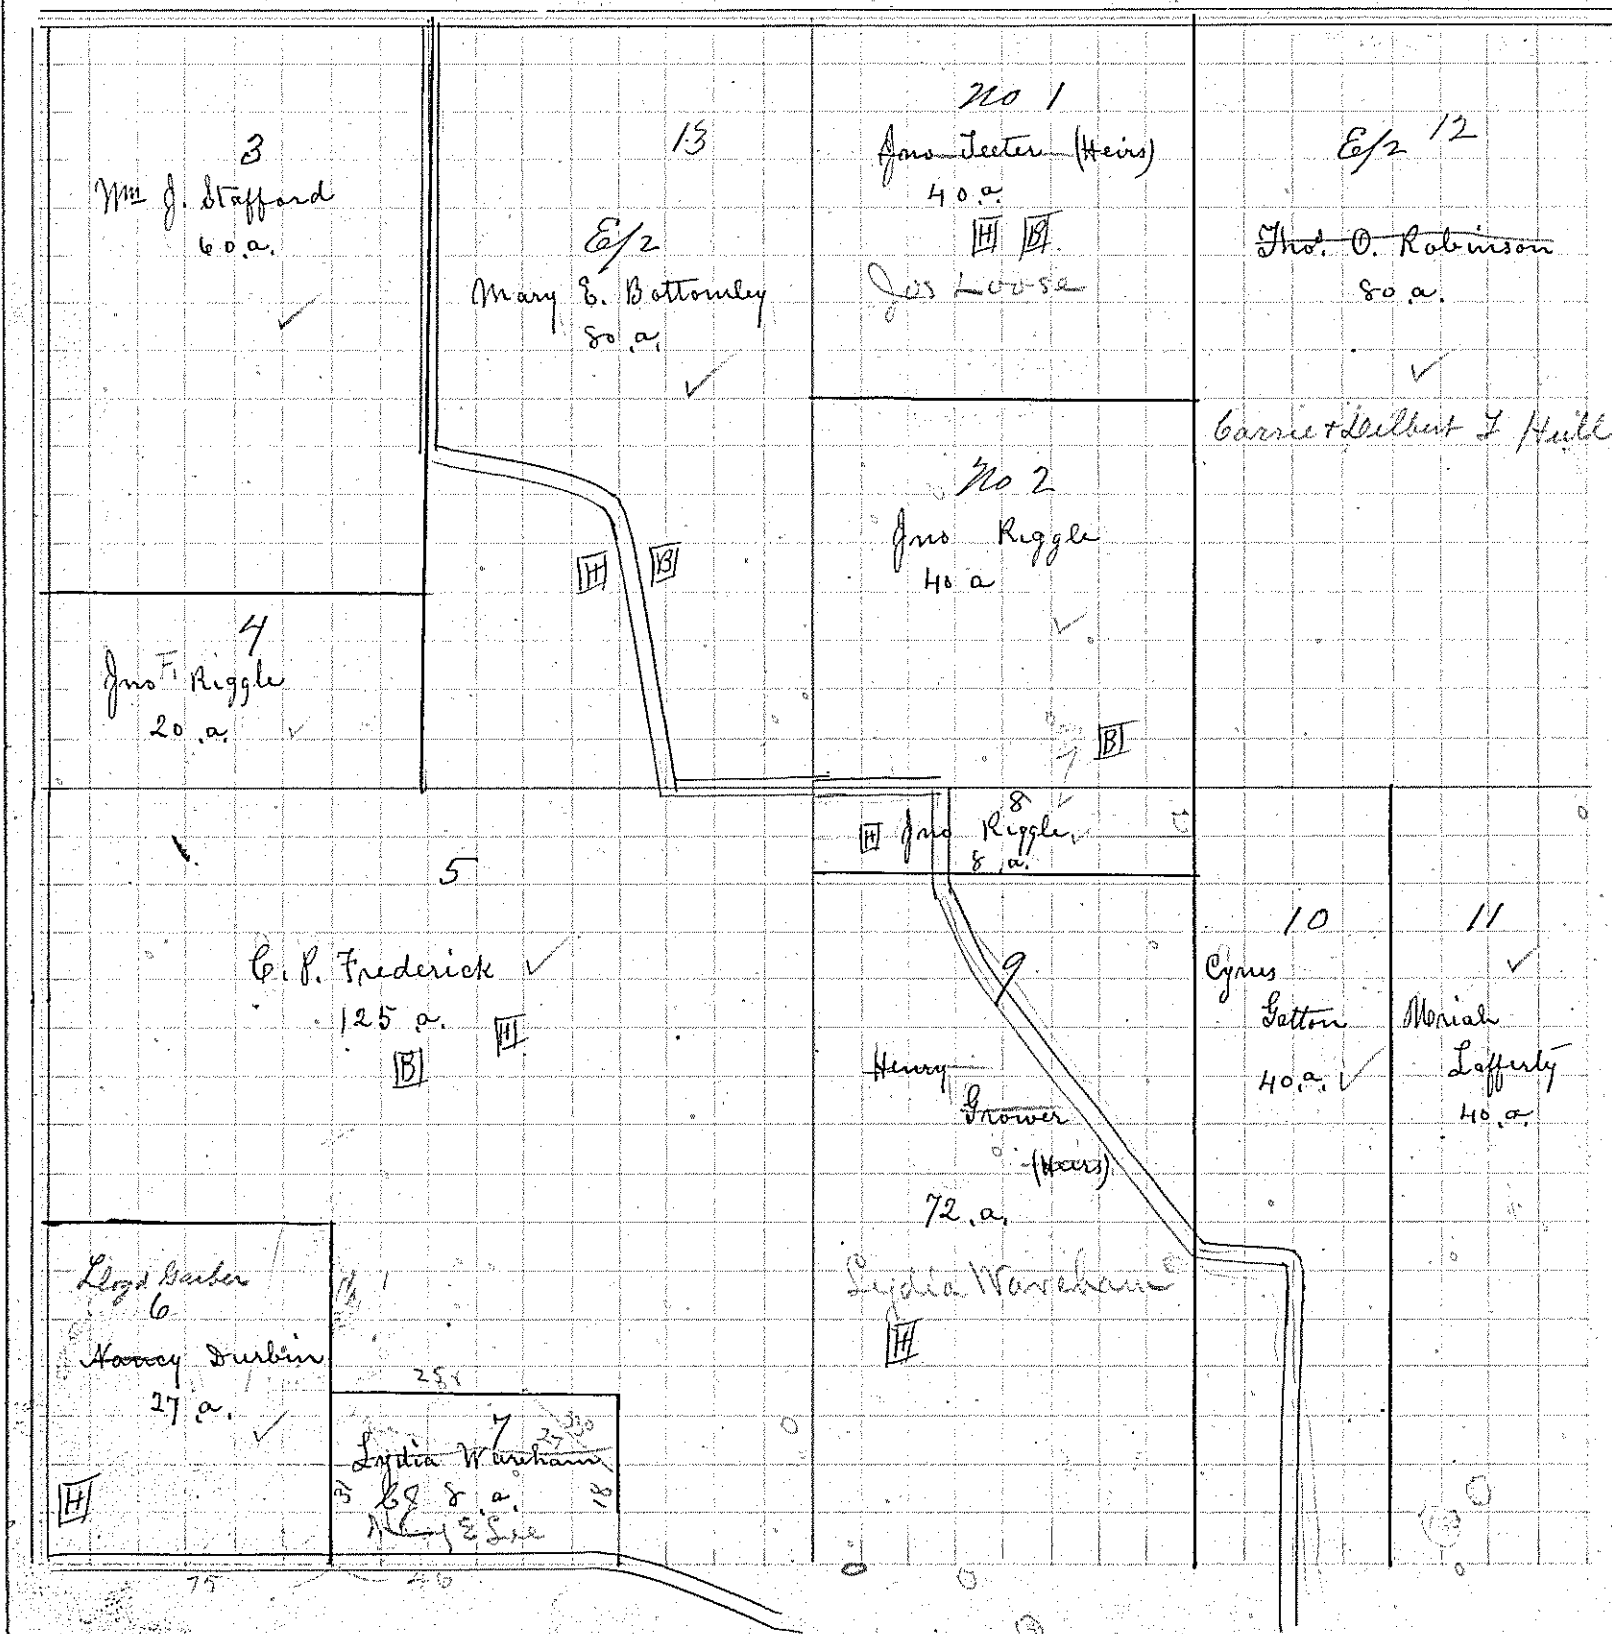 3
Wm J. Stafford
60.a.
13
E/2
Mary E. Bottomley
80.a.
No 1
Jno Teeter (Heirs)
40.a.
H B
Jos Loose
E/2 12
Tho. O. Robinson
80.a.
Carrie + Delbert F Hull
No 2
Jno Riggle
40 a
B
H B
4
Jno F Riggle
20.a.
8
H Jno Riggle
8.a.
5
C. P. Frederick
125 a.
B H
9
Henry
Grower
(Heirs)
72.a.
Lydia Wareham
H
10
Cyrus
Gatton
40.a.
11
Moriah
Lafferty
40.a.
Lloyd Garber
6
Nancy Durbin
27 a.
H
7
Lydia Wareham
8.a.
18
75